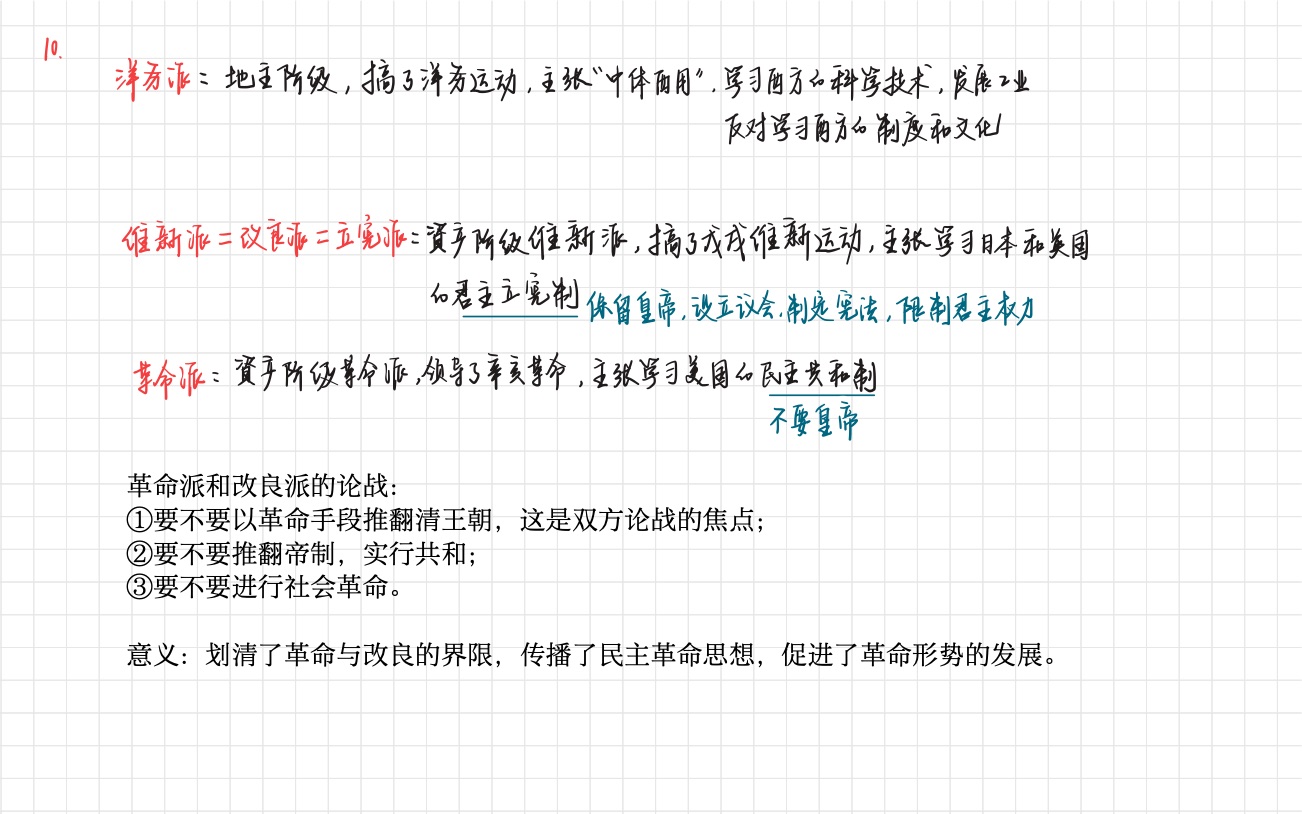 10.
洋务派：地主阶级，搞了洋务运动，主张“中体西用”，学习西方的科学技术，发展工业
反对学习西方的制度和文化
维新派＝改良派＝立宪派：資产阶级维新派，搞了戊戌维新运动，主张学习日本和英国
的君主立宪制 保留皇帝，设立议会，制定宪法，限制君主权力
革命派：資产阶级革命派，领导了辛亥革命，主张学习美国的民主共和制
不要皇帝
革命派和改良派的论战：
①要不要以革命手段推翻清王朝，这是双方论战的焦点；
②要不要推翻帝制，实行共和；
③要不要进行社会革命。
意义：划清了革命与改良的界限，传播了民主革命思想，促进了革命形势的发展。